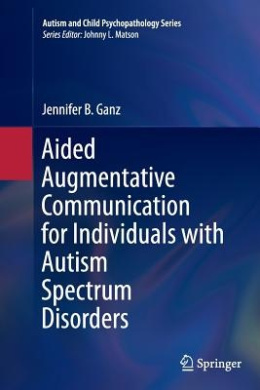 Autism and Child Psychopathology Series
Series Editor: Johnny L. Matson
Jennifer B. Ganz
Aided
Augmentative
Communication
for Individuals with
Autism
Spectrum
Disorders
Springer